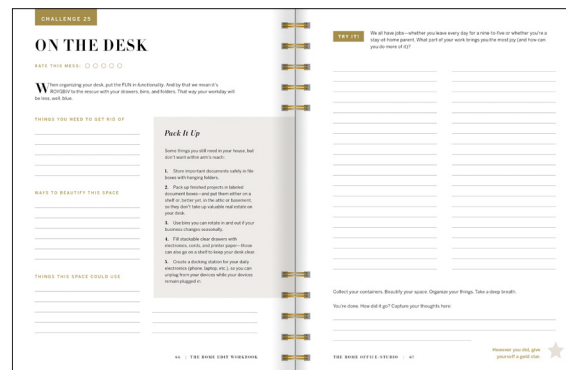 CHALLENGE 25
ON THE DESK
RATE THIS MESS:
When organizing your desk, put the FUN in functionality. And by that we mean it's
ROYGBIV to the rescue with your drawers, bins, and folders. That way your workday will
be less, well, blue.
THINGS YOU NEED TO GET RID OF
WAYS TO BEAUTIFY THIS SPACE
THINGS THIS SPACE COULD USE
Pack It Up
Some things you still need in your house, but
don't want within arm's reach:
1. Store important documents safely in file
boxes with hanging folders.
2. Pack up finished projects in labeled
document boxes—and put them either on a
shelf or, better yet, in the attic or basement,
so they don't take up valuable real estate on
your desk.
3. Use bins you can rotate in and out if your
business changes seasonally.
4. Fill stackable clear drawers with
electronics, cords, and printer paper—those
can also go on a shelf to keep your desk clear.
5. Create a docking station for your daily
electronics (phone, laptop, etc.), so you can
unplug from your devices while your devices
remain plugged in.
THE HOME EDIT WORKBOOK
TRY IT!
We all have jobs—whether you leave every day for a nine-to-five or whether you're a
stay-at-home parent. What part of your work brings you the most joy (and how can
you do more of it)?
Collect your containers. Beautify your space. Organize your things. Take a deep breath.
You're done. How did it go? Capture your thoughts here:
THE HOME OFFICE-STUDIO
However you did, give
yourself a gold star.